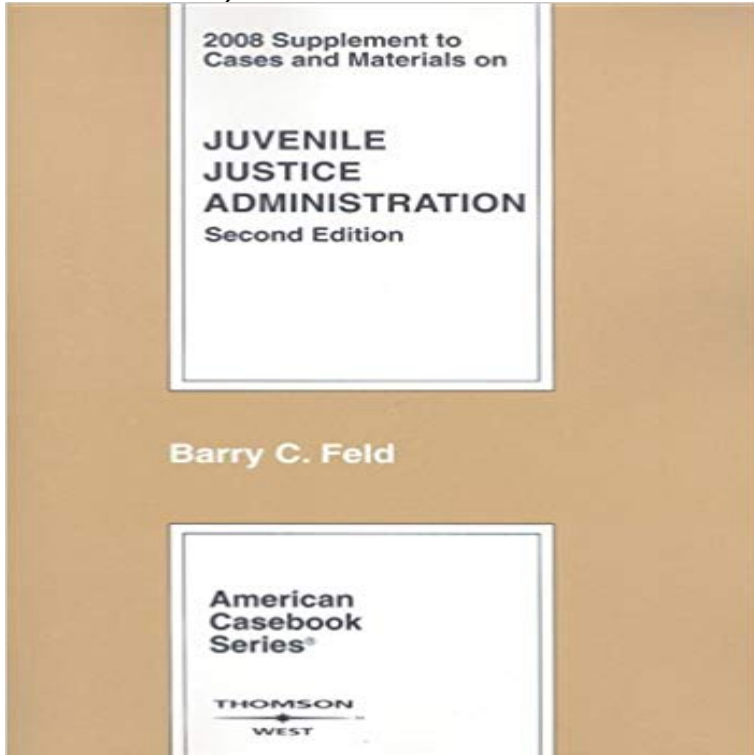 2008 Supplement to
Cases and Materials on
JUVENILE
JUSTICE
ADMINISTRATION
Second Edition
Barry C. Feld
American
Casebook
Series®
THOMSON
WEST